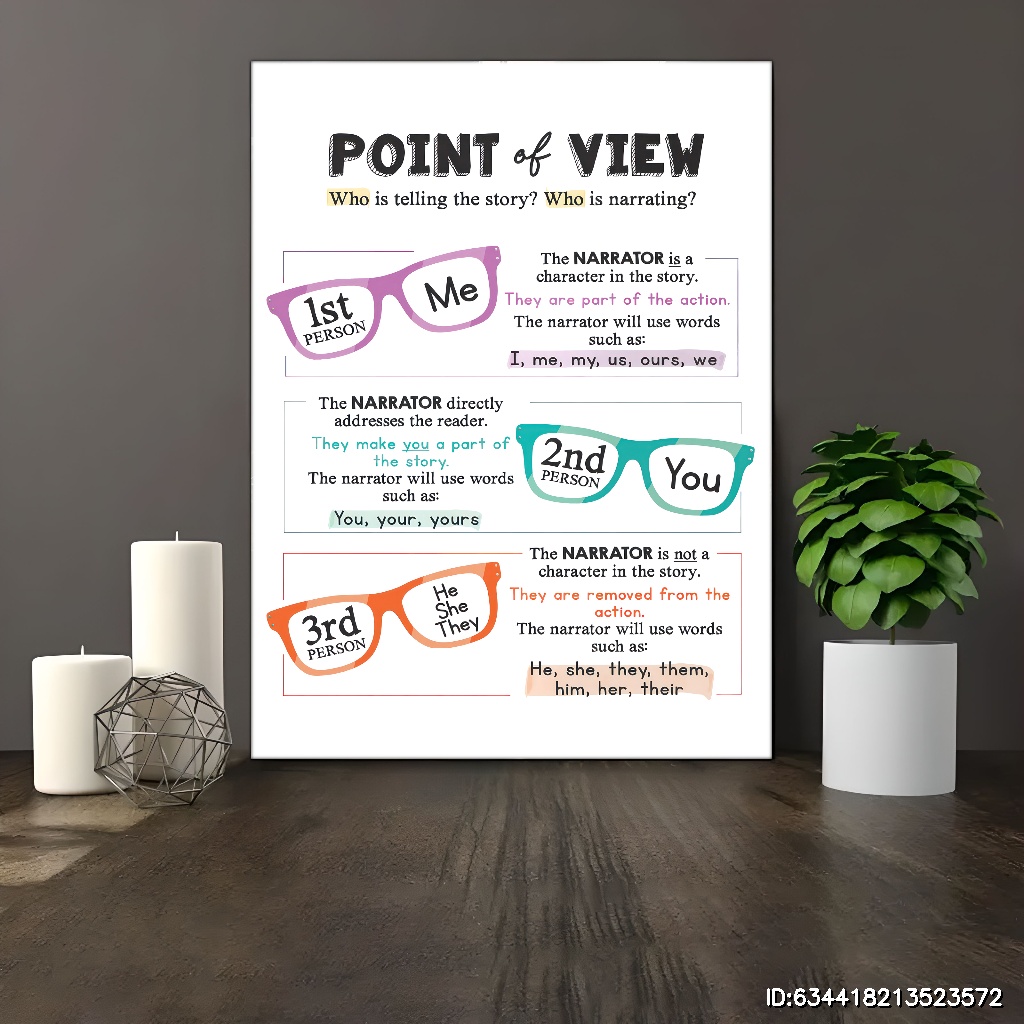 POINT of VIEW
Who is telling the story? Who is narrating?
1st
PERSON
Me
The NARRATOR is a
character in the story.
They are part of the action.
The narrator will use words
such as:
I, me, my, us, ours, we
The NARRATOR directly
addresses the reader.
They make you a part of
the story.
The narrator will use words
such as:
You, your, yours
2nd
PERSON
You
3rd
PERSON
He
She
They
The NARRATOR is not a
character in the story.
They are removed from the
action.
The narrator will use words
such as:
He, she, they, them,
him, her, their
ID:634418213523572